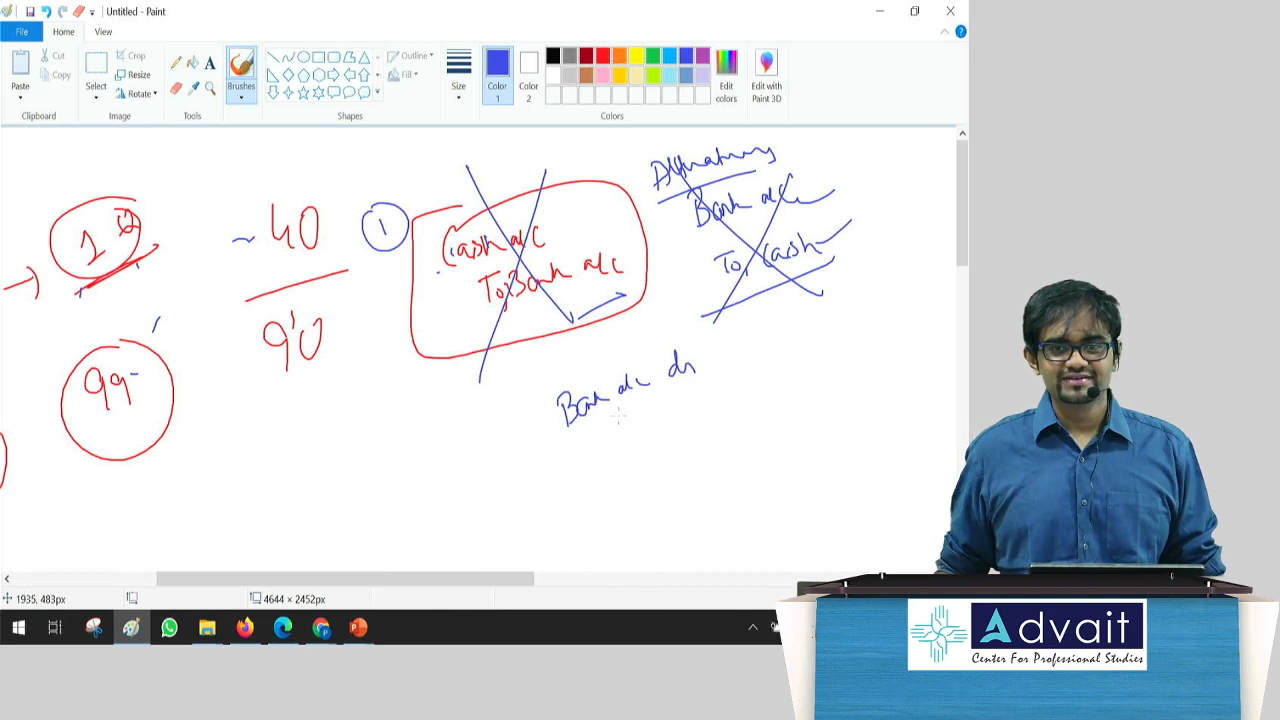 Untitled - Paint
File
Home
View
Paste
Cut
Copy
Clipboard
Select
Crop
Resize
Rotate
Image
Tools
Brushes
Shapes
Outline
Fill
Size
Color
1
Color
2
Edit
colors
Edit with
Paint 3D
Colors
1
99
~40
90
1
Cash a/c
To Bank a/c
Bank a/c
To, Cash
Bank a/c dr
1935, 483px
4644 × 2452px
Advait
Center For Professional Studies